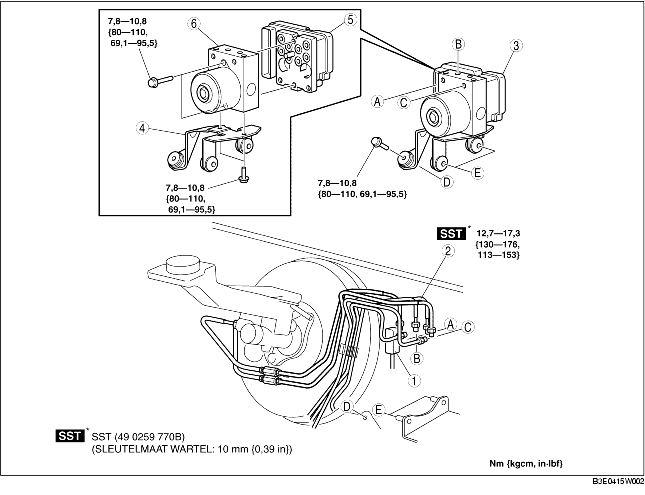 7,8—10,8
{80—110,
69,1—95,5}
6
5
B
3
A
C
4
E
D
7,8—10,8
{80—110,
69,1—95,5}
7,8—10,8
{80—110, 69,1—95,5}
SST* 12,7—17,3
{130—176,
113—153}
2
A
C
B
1
D
E
SST* SST (49 0259 770B)
(SLEUTELMAAT WARTEL: 10 mm {0,39 in})
Nm {kgcm, in·lbf}
B3E0415W002